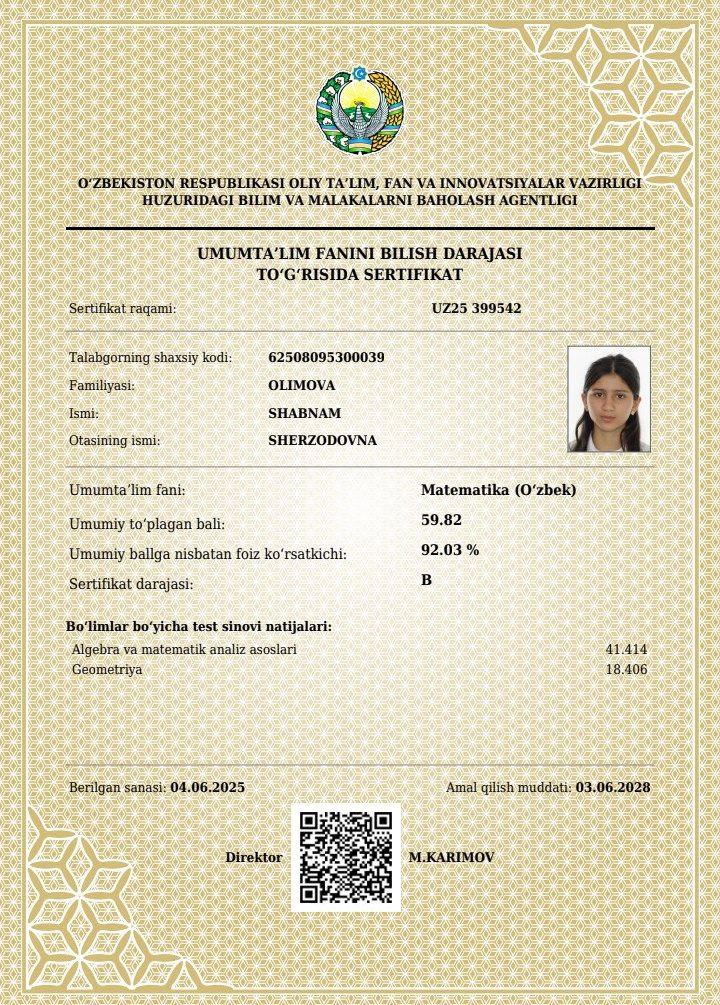 O‘ZBEKISTON RESPUBLIKASI OLIY TA’LIM, FAN VA INNOVATSIYALAR VAZIRLIGI
HUZURIDAGI BILIM VA MALAKALARNI BAHOLASH AGENTLIGI
UMUMTA’LIM FANINI BILISH DARAJASI
TO‘G‘RISIDA SERTIFIKAT
Sertifikat raqami: UZ25 399542
Talabgorning shaxsiy kodi: 62508095300039
Familiyasi: OLIMOVA
Ismi: SHABNAM
Otasining ismi: SHERZODOVNA
Umumta’lim fani: Matematika (O‘zbek)
Umumiy to‘plagan bali: 59.82
Umumiy ballga nisbatan foiz ko‘rsatkichi: 92.03 %
Sertifikat darajasi: B
Bo‘limlar bo‘yicha test sinovi natijalari:
Algebra va matematik analiz asoslari 41.414
Geometriya 18.406
Berilgan sanasi: 04.06.2025 Amal qilish muddati: 03.06.2028
Direktor M.KARIMOV